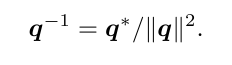 q⁻¹ = q*/‖q‖².